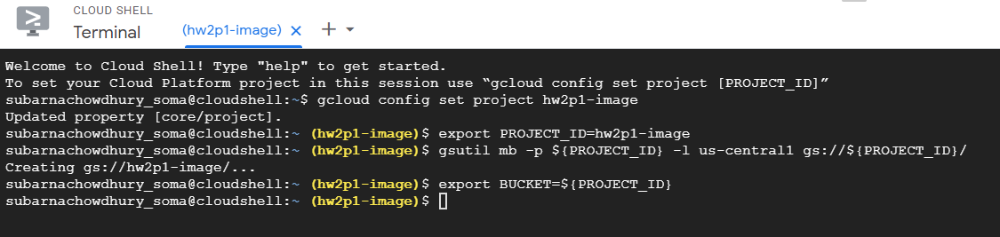 CLOUD SHELL
Terminal
(hw2p1-image) × + ▾
Welcome to Cloud Shell! Type "help" to get started.
To set your Cloud Platform project in this session use “gcloud config set project [PROJECT_ID]”
subarnachowdhury_soma@cloudshell:~$ gcloud config set project hw2p1-image
Updated property [core/project].
subarnachowdhury_soma@cloudshell:~ (hw2p1-image)$ export PROJECT_ID=hw2p1-image
subarnachowdhury_soma@cloudshell:~ (hw2p1-image)$ gsutil mb -p ${PROJECT_ID} -l us-central1 gs://${PROJECT_ID}/
Creating gs://hw2p1-image/...
subarnachowdhury_soma@cloudshell:~ (hw2p1-image)$ export BUCKET=${PROJECT_ID}
subarnachowdhury_soma@cloudshell:~ (hw2p1-image)$